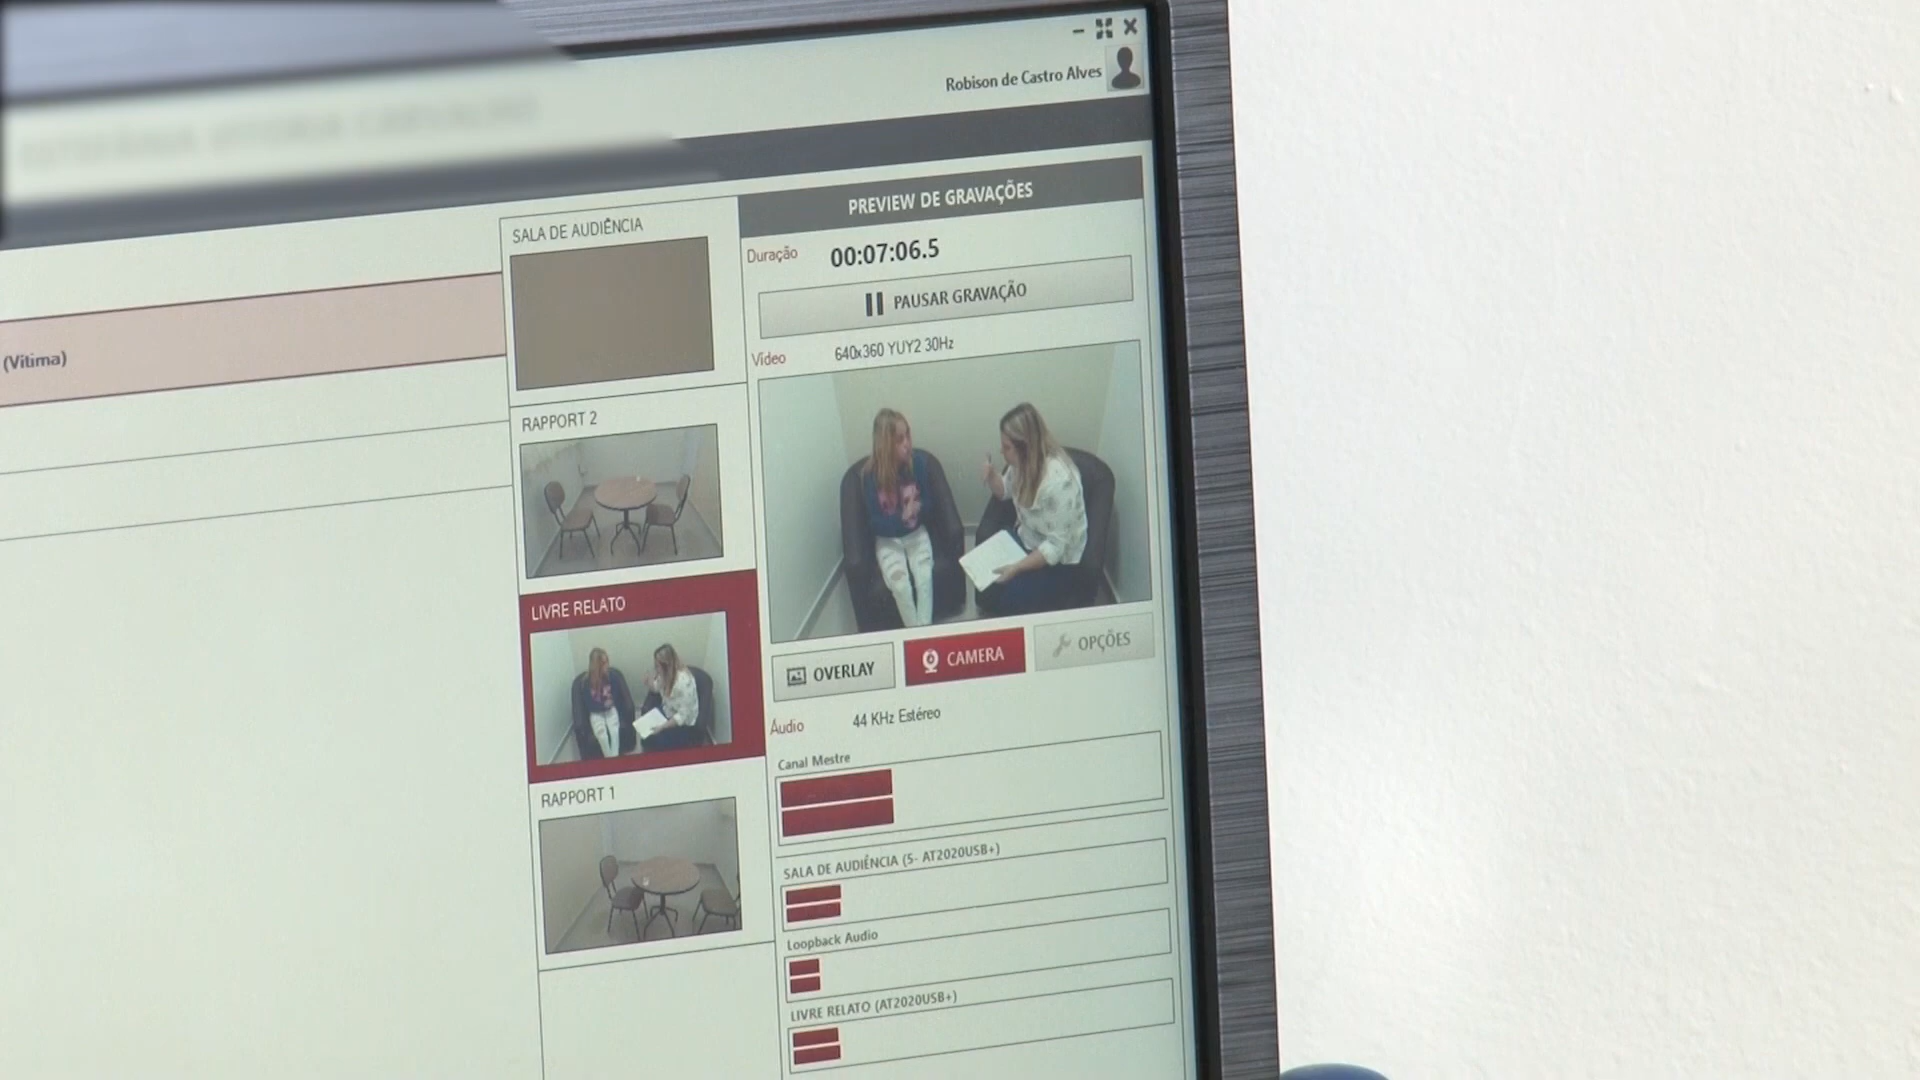 Robison de Castro Alves
PREVIEW DE GRAVAÇÕES
SALA DE AUDIÊNCIA
Duração 00:07:06.5
PAUSAR GRAVAÇÃO
(Vítima)
Vídeo 640x360 YUY2 30Hz
RAPPORT 2
LIVRE RELATO
OVERLAY
CAMERA
OPÇÕES
Áudio 44 KHz Estéreo
Canal Mestre
RAPPORT 1
SALA DE AUDIÊNCIA (5- AT2020USB+)
Loopback Audio
LIVRE RELATO (AT2020USB+)